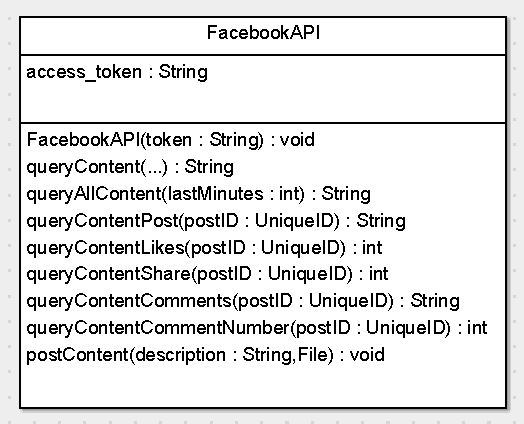 FacebookAPI
access_token : String
FacebookAPI(token : String) : void
queryContent(...) : String
queryAllContent(lastMinutes : int) : String
queryContentPost(postID : UniqueID) : String
queryContentLikes(postID : UniqueID) : int
queryContentShare(postID : UniqueID) : int
queryContentComments(postID : UniqueID) : String
queryContentCommentNumber(postID : UniqueID) : int
postContent(description : String,File) : void